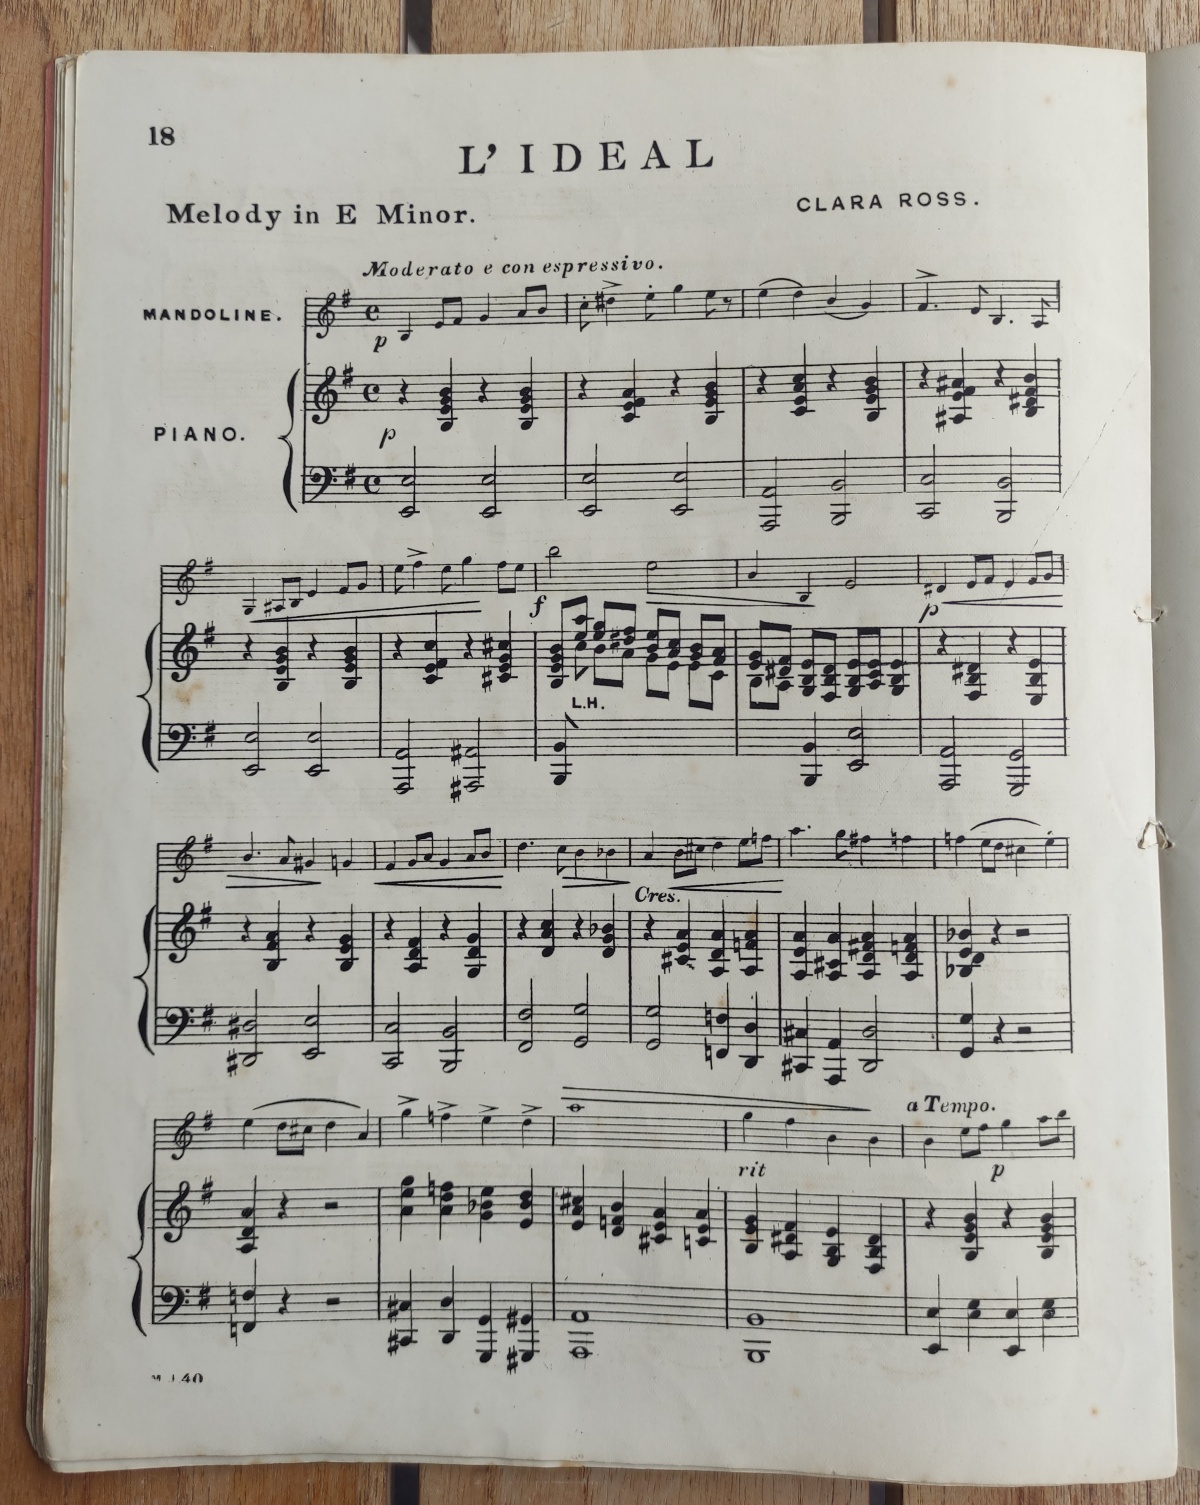 18
L' IDEAL
Melody in E Minor.
CLARA ROSS.
Moderato e con espressivo.
MANDOLINE.
p
PIANO.
p
f
p
L.H.
Cres.
a Tempo.
rit
p